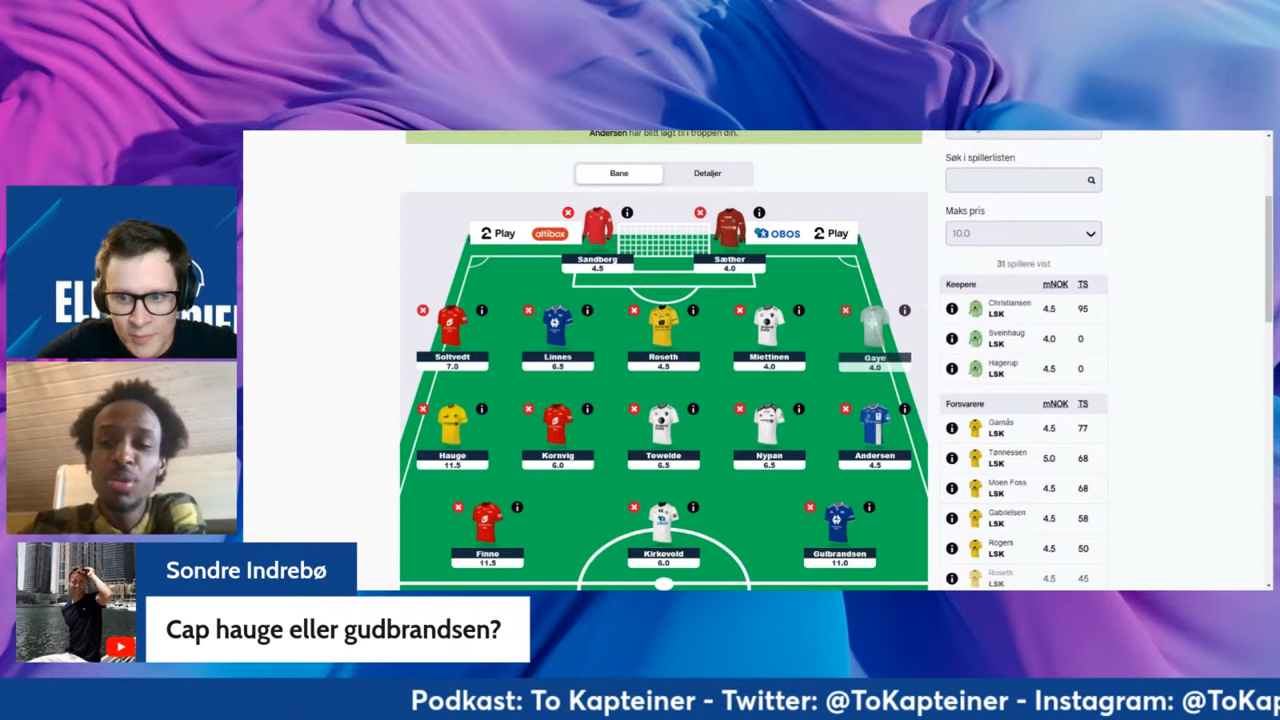 Andersen har blitt lagt til i troppen din.
Bane
Detaljer
Søk i spillerlisten
Maks pris
10.0
31 spillere vist
2 Play
altibox
OBOS
2 Play
Sandberg
4.5
Sæther
4.0
Soltvedt
7.0
Linnes
6.5
Roseth
4.5
Miettinen
4.0
Gaye
4.0
Hauge
11.5
Kornvig
6.0
Tewelde
6.5
Nypan
6.5
Andersen
4.5
Finne
11.5
Kirkevold
6.0
Gulbrandsen
11.0
Keepere mNOK TS
Christiansen
LSK 4.5 95
Sveinhaug
LSK 4.0 0
Hagerup
LSK 4.5 0
Forsvarere mNOK TS
Garnås
LSK 4.5 77
Tønnessen
LSK 5.0 68
Moen Foss
LSK 4.5 68
Gabrielsen
LSK 4.5 58
Rogers
LSK 4.5 50
Roseth
LSK 4.5 45
Sondre Indrebø
Cap hauge eller gudbrandsen?
Podkast: To Kapteiner - Twitter: @ToKapteiner - Instagram: @ToKap